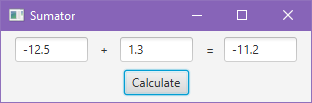 Sumator
-12.5 + 1.3 = -11.2
Calculate